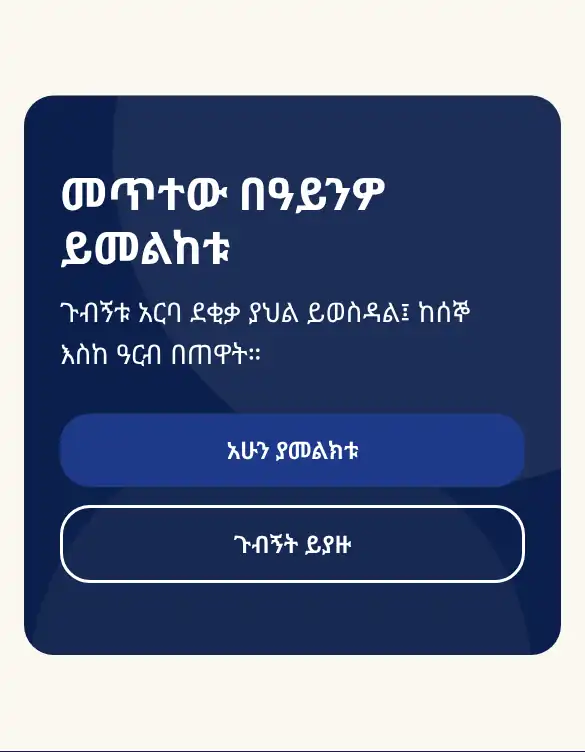 መጥተው በዓይንዎ
ይመልከቱ
ጉብኝቱ አርባ ደቂቃ ያህል ይወስዳል፤ ከሰኞ
እስከ ዓርብ በጠዋት።
አሁን ያመልክቱ
ጉብኝት ይያዙ